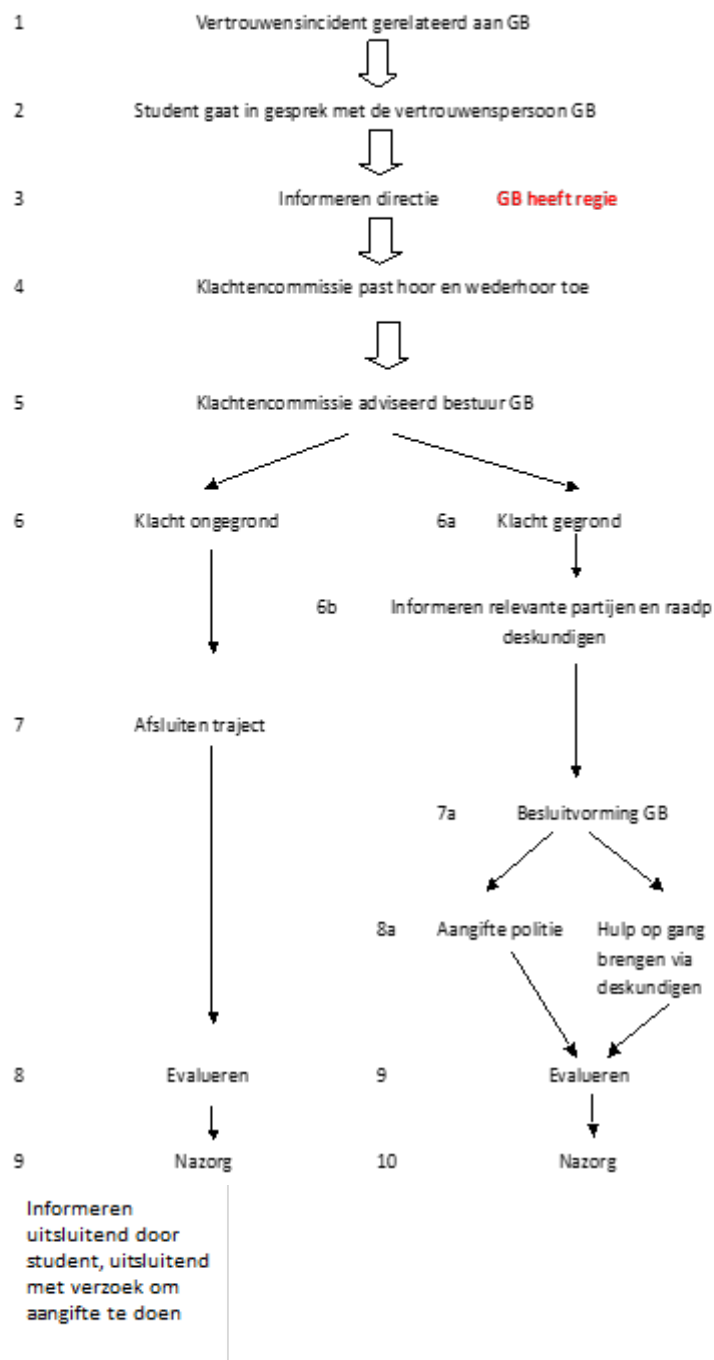 1 Vertrouwensincident gerelateerd aan GB
2 Student gaat in gesprek met de vertrouwenspersoon GB
3 Informeren directie GB heeft regie
4 Klachtencommissie past hoor en wederhoor toe
5 Klachtencommissie adviseerd bestuur GB
6 Klacht ongegrond 6a Klacht gegrond
6b Informeren relevante partijen en raadp
deskundigen
7 Afsluiten traject
7a Besluitvorming GB
8a Aangifte politie Hulp op gang
brengen via
deskundigen
8 Evalueren 9 Evalueren
9 Nazorg 10 Nazorg
Informeren
uitsluitend door
student, uitsluitend
met verzoek om
aangifte te doen